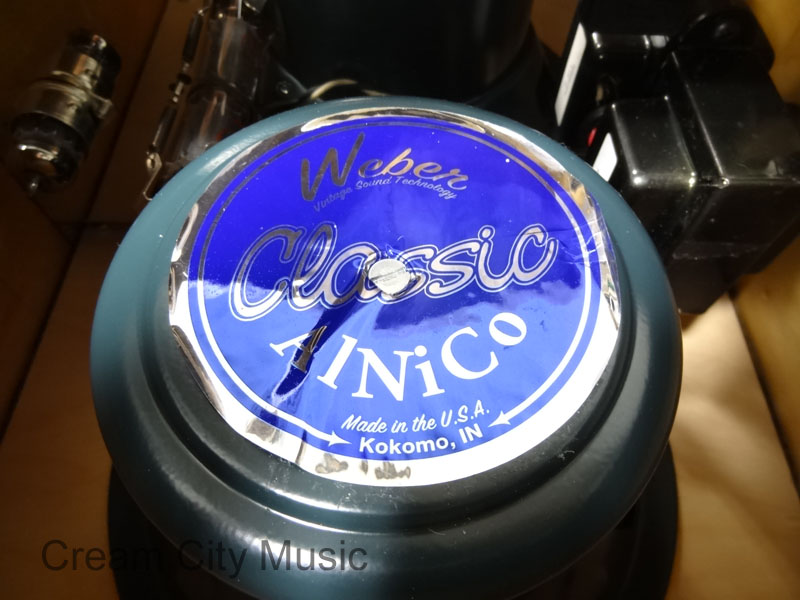 Weber
Vintage Sound Technology
Classic
AlNiCo
Made in the U.S.A.
Kokomo, IN
Cream City Music